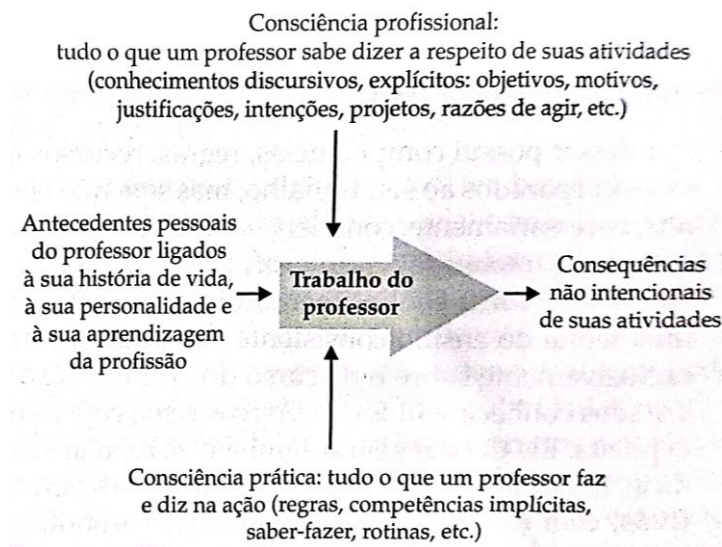 Consciência profissional:
tudo o que um professor sabe dizer a respeito de suas atividades
(conhecimentos discursivos, explícitos: objetivos, motivos,
justificações, intenções, projetos, razões de agir, etc.)
Antecedentes pessoais
do professor ligados
à sua história de vida,
à sua personalidade e
à sua aprendizagem
da profissão
Trabalho do
professor
Consequências
não intencionais
de suas atividades
Consciência prática: tudo o que um professor faz
e diz na ação (regras, competências implícitas,
saber-fazer, rotinas, etc.)